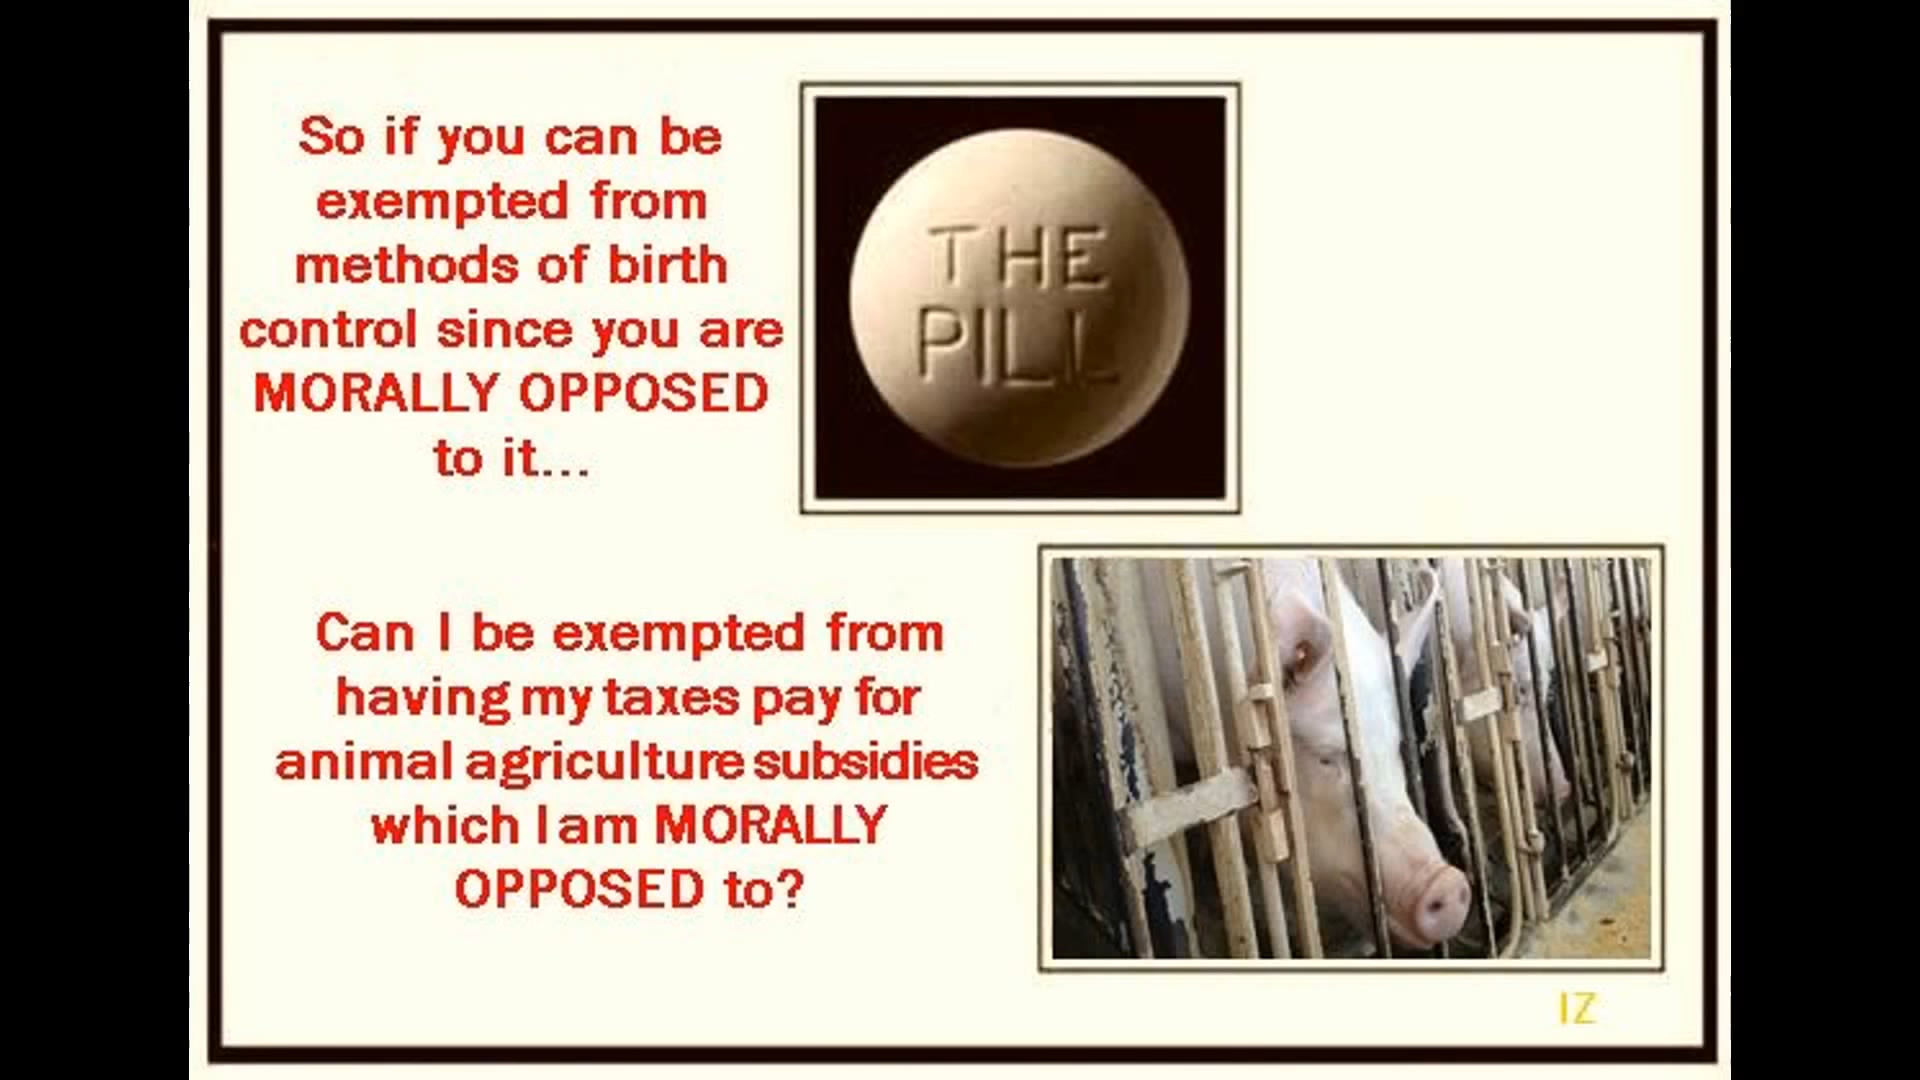 So if you can be
exempted from
methods of birth
control since you are
MORALLY OPPOSED
to it...
THE
PILL
Can I be exempted from
having my taxes pay for
animal agriculture subsidies
which I am MORALLY
OPPOSED to?
IZ